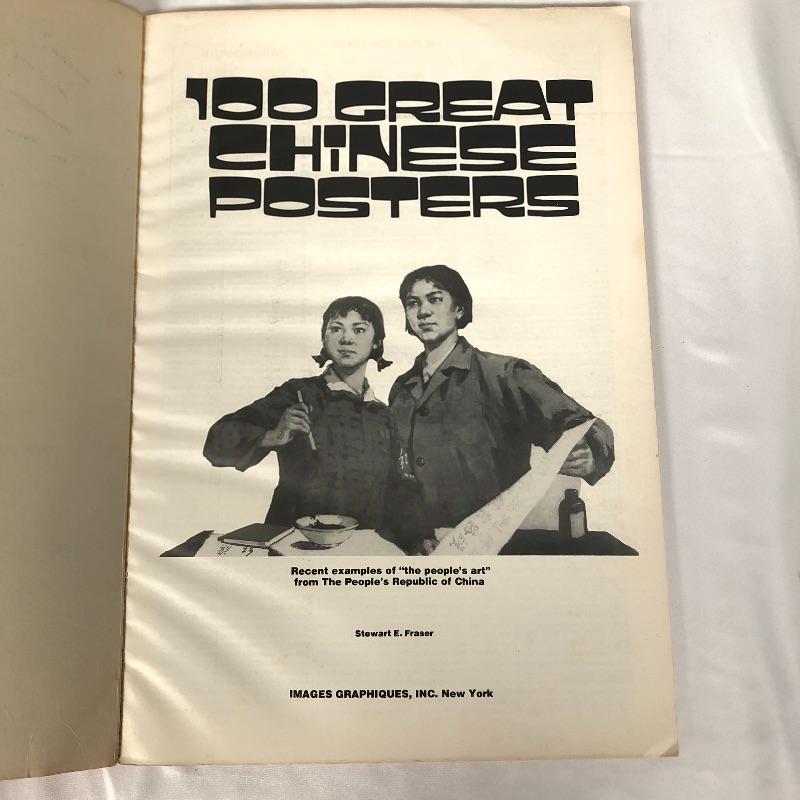 100 GREAT
CHINESE
POSTERS
Recent examples of "the people's art"
from The People's Republic of China
Stewart E. Fraser
IMAGES GRAPHIQUES, INC. New York